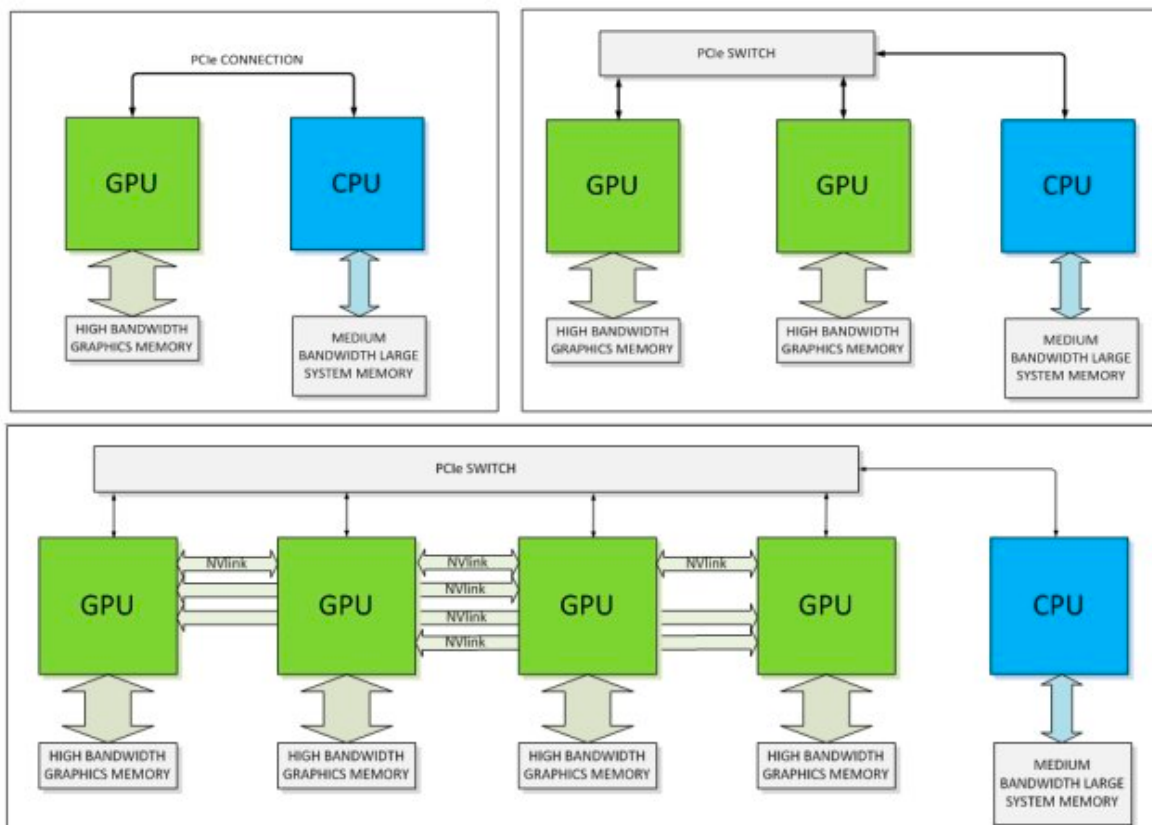 PCIe CONNECTION
GPU
CPU
HIGH BANDWIDTH
GRAPHICS MEMORY
MEDIUM
BANDWIDTH LARGE
SYSTEM MEMORY
PCIe SWITCH
GPU
GPU
CPU
HIGH BANDWIDTH
GRAPHICS MEMORY
HIGH BANDWIDTH
GRAPHICS MEMORY
MEDIUM
BANDWIDTH LARGE
SYSTEM MEMORY
PCIe SWITCH
NVlink
NVlink
NVlink
NVlink
NVlink
NVlink
GPU
GPU
GPU
GPU
CPU
HIGH BANDWIDTH
GRAPHICS MEMORY
HIGH BANDWIDTH
GRAPHICS MEMORY
HIGH BANDWIDTH
GRAPHICS MEMORY
HIGH BANDWIDTH
GRAPHICS MEMORY
MEDIUM
BANDWIDTH LARGE
SYSTEM MEMORY